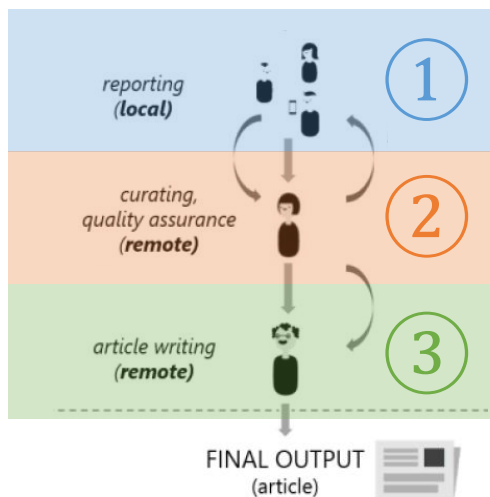 reporting
(local)
1
curating,
quality assurance
(remote)
2
article writing
(remote)
3
FINAL OUTPUT
(article)